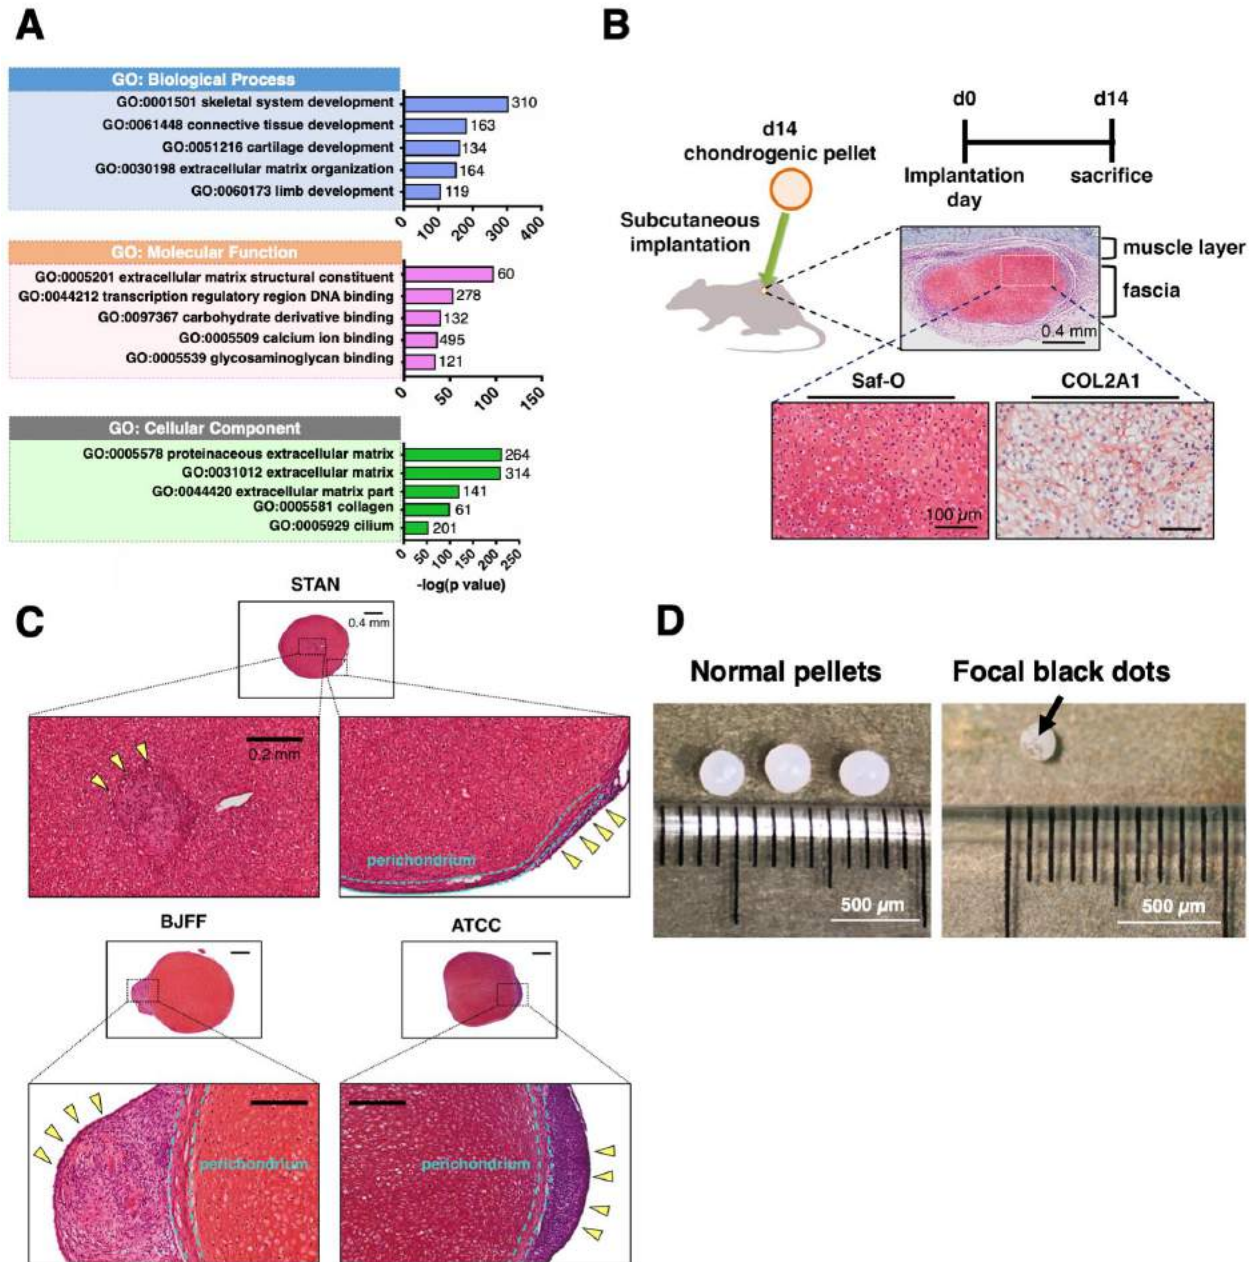 A
GO: Biological Process
GO:0001501 skeletal system development 310
GO:0061448 connective tissue development 163
GO:0051216 cartilage development 134
GO:0030198 extracellular matrix organization 164
GO:0060173 limb development 119
0 100 200 300 400
GO: Molecular Function
GO:0005201 extracellular matrix structural constituent 60
GO:0044212 transcription regulatory region DNA binding 278
GO:0097367 carbohydrate derivative binding 132
GO:0005509 calcium ion binding 495
GO:0005539 glycosaminoglycan binding 121
0 50 100 150
GO: Cellular Component
GO:0005578 proteinaceous extracellular matrix 264
GO:0031012 extracellular matrix 314
GO:0044420 extracellular matrix part 141
GO:0005581 collagen 61
GO:0005929 cilium 201
0 50 100 150 200 250
-log(p value)
B
d0 d14
Implantation
day
sacrifice
d14
chondrogenic pellet
Subcutaneous
implantation
muscle layer
fascia
0.4 mm
Saf-O COL2A1
100 µm
C
STAN
0.4 mm
0.2 mm
perichondrium
BJFF ATCC
perichondrium
perichondrium
D
Normal pellets Focal black dots
500 µm
500 µm